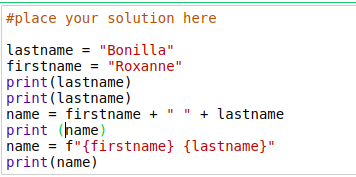 #place your solution here

lastname = "Bonilla"
firstname = "Roxanne"
print(lastname)
print(lastname)
name = firstname + " " + lastname
print (name)
name = f"{firstname} {lastname}"
print(name)